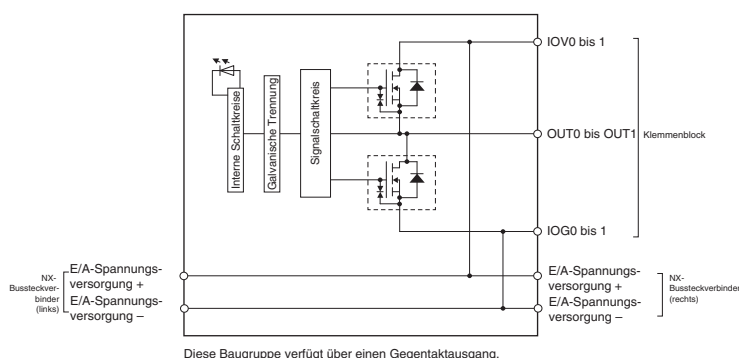 IOV0 bis 1
Interne Schaltkreise
Galvanische Trennung
Signalschaltkreis
OUT0 bis OUT1
Klemmenblock
IOG0 bis 1
NX-
Bussteckver-
binder
(links)
E/A-Spannungs-
versorgung +
E/A-Spannungs-
versorgung –
E/A-Spannungs-
versorgung +
E/A-Spannungs-
versorgung –
NX-
Bussteckverbinder
(rechts)
Diese Baugruppe verfügt über einen Gegentaktausgang.